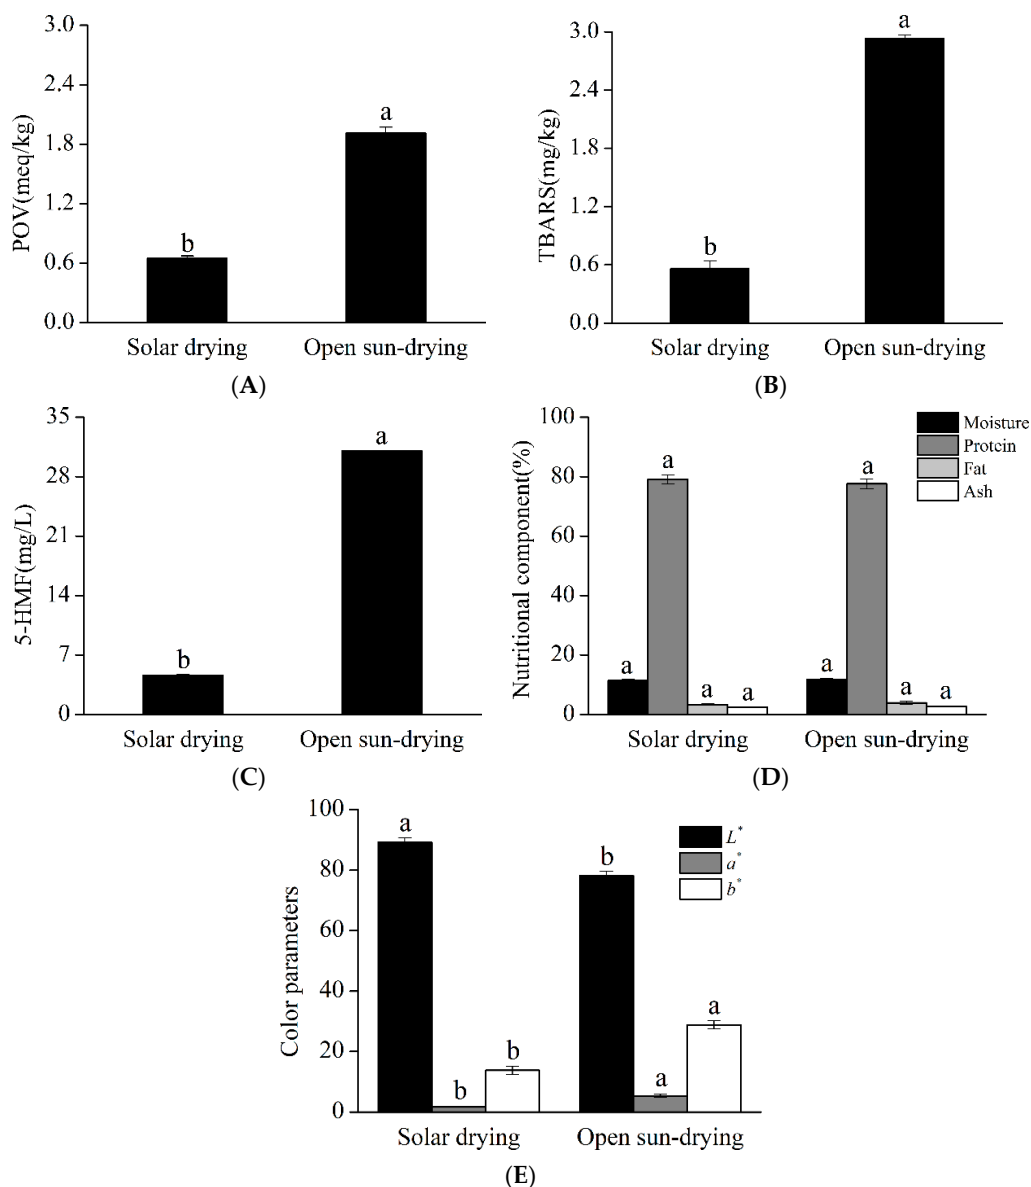 3.0
2.4
1.8
1.2
0.6
0.0
POV(meq/kg)
b
a
Solar drying
Open sun-drying
(A)
3.0
2.4
1.8
1.2
0.6
0.0
TBARS(mg/kg)
b
a
Solar drying
Open sun-drying
(B)
35
28
21
14
7
0
5-HMF(mg/L)
b
a
Solar drying
Open sun-drying
(C)
100
80
60
40
20
0
Nutritional component(%)
Moisture
Protein
Fat
Ash
a
a
a
a
a
a
a
a
Solar drying
Open sun-drying
(D)
100
80
60
40
20
0
Color parameters
L*
a*
b*
a
b
b
b
a
a
Solar drying
Open sun-drying
(E)